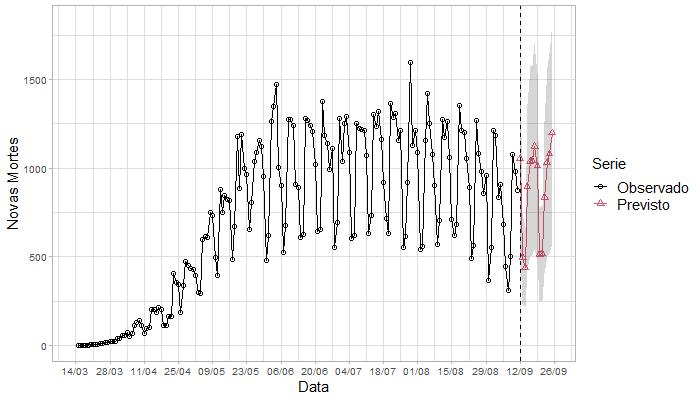 Novas Mortes
1500
1000
500
0
14/03 28/03 11/04 25/04 09/05 23/05 06/06 20/06 04/07 18/07 01/08 15/08 29/08 12/09 26/09
Data
Serie
Observado
Previsto